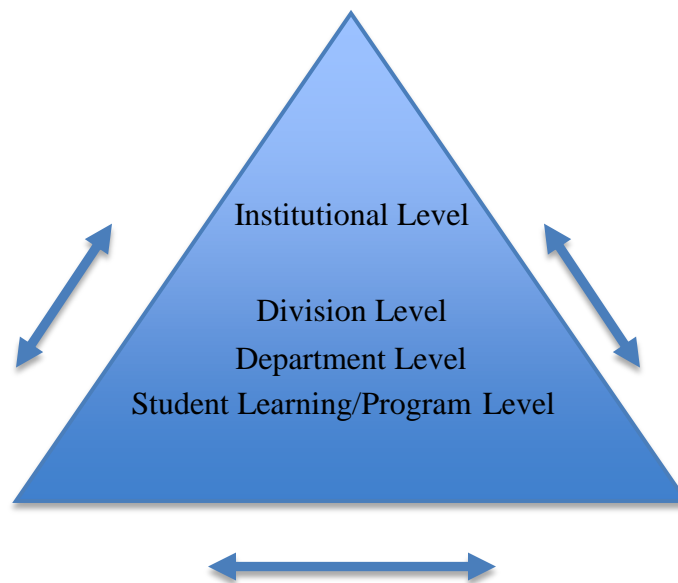 Institutional Level
Division Level
Department Level
Student Learning/Program Level